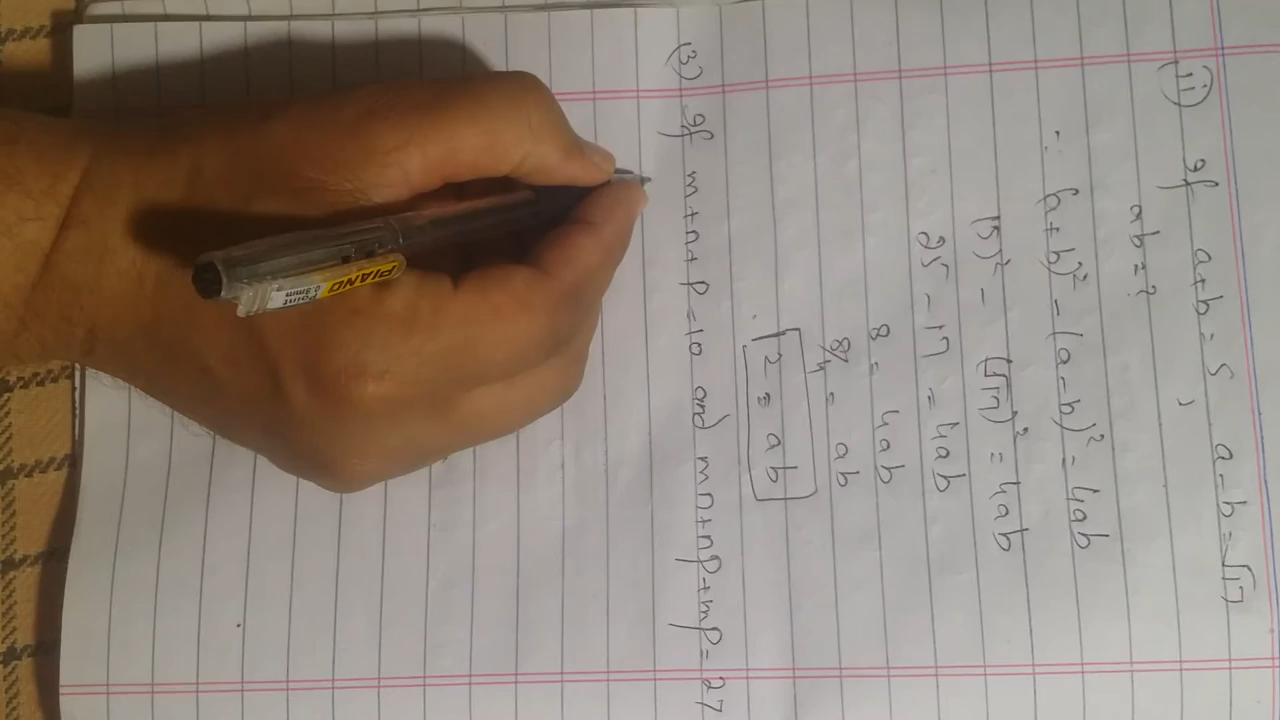 (ii) If a+b=5, a-b=√17
ab=?
∴ (a+b)² - (a-b)² = 4ab
(5)² - (√17)² = 4ab
25 - 17 = 4ab
8 = 4ab
8/4 = ab
2 = ab
(3) If m+n+p=10 and mn+np+mp=27
PIANO
Point
0.8mm